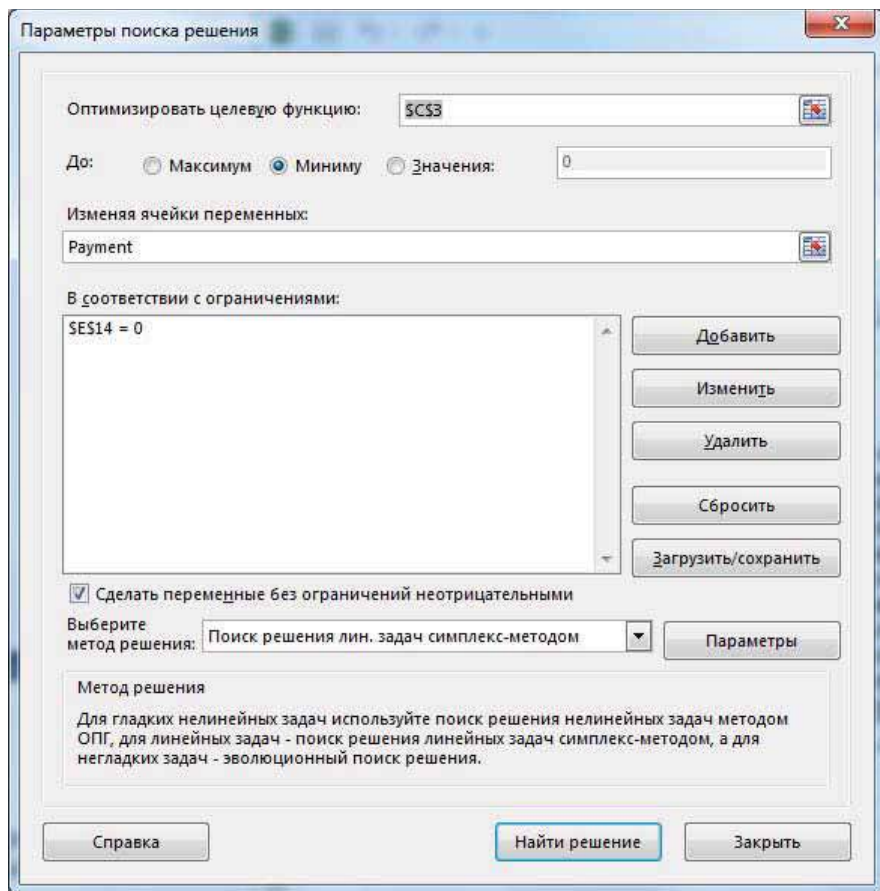 Параметры поиска решения
Оптимизировать целевую функцию: $C$3
До: Максимум Миниму Значения: 0
Изменяя ячейки переменных:
Payment
В соответствии с ограничениями:
$E$14 = 0
Добавить
Изменить
Удалить
Сбросить
Загрузить/сохранить
Сделать переменные без ограничений неотрицательными
Выберите
метод решения: Поиск решения лин. задач симплекс-методом Параметры
Метод решения
Для гладких нелинейных задач используйте поиск решения нелинейных задач методом
ОПГ, для линейных задач - поиск решения линейных задач симплекс-методом, а для
негладких задач - эволюционный поиск решения.
Справка Найти решение Закрыть